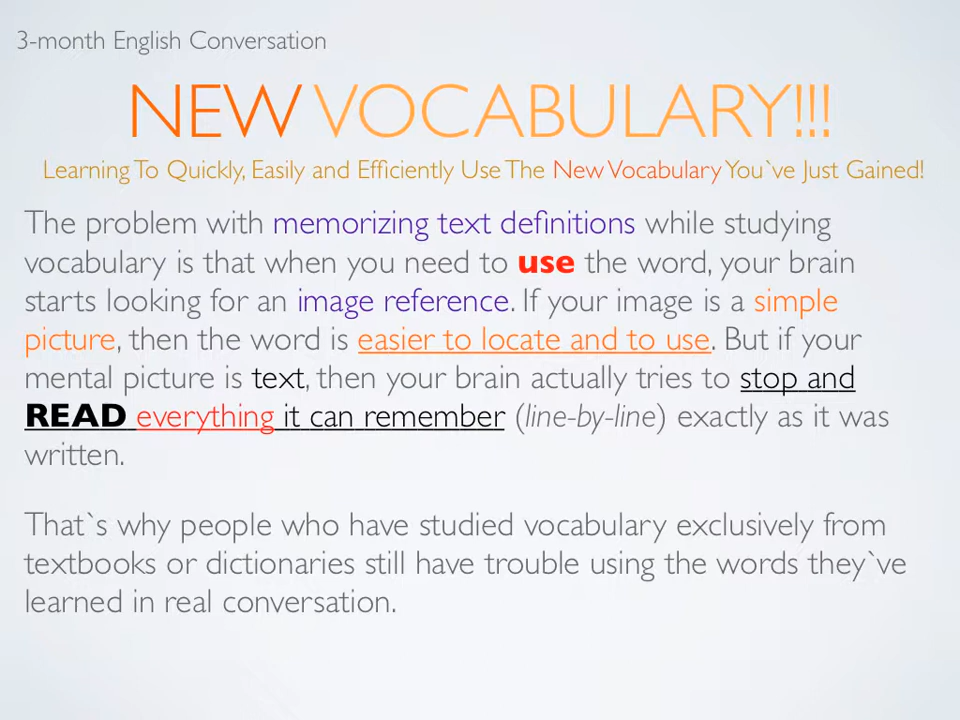 3-month English Conversation
NEW VOCABULARY!!!
Learning To Quickly, Easily and Efficiently Use The New Vocabulary You`ve Just Gained!
The problem with memorizing text definitions while studying
vocabulary is that when you need to use the word, your brain
starts looking for an image reference. If your image is a simple
picture, then the word is easier to locate and to use. But if your
mental picture is text, then your brain actually tries to stop and
READ everything it can remember (line-by-line) exactly as it was
written.
That`s why people who have studied vocabulary exclusively from
textbooks or dictionaries still have trouble using the words they`ve
learned in real conversation.